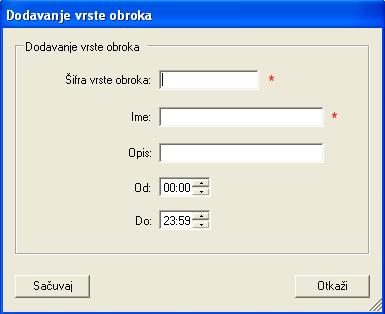 Dodavanje vrste obroka
Dodavanje vrste obroka
Šifra vrste obroka: *
Ime: *
Opis:
Od: 00:00
Do: 23:59
Sačuvaj Otkaži